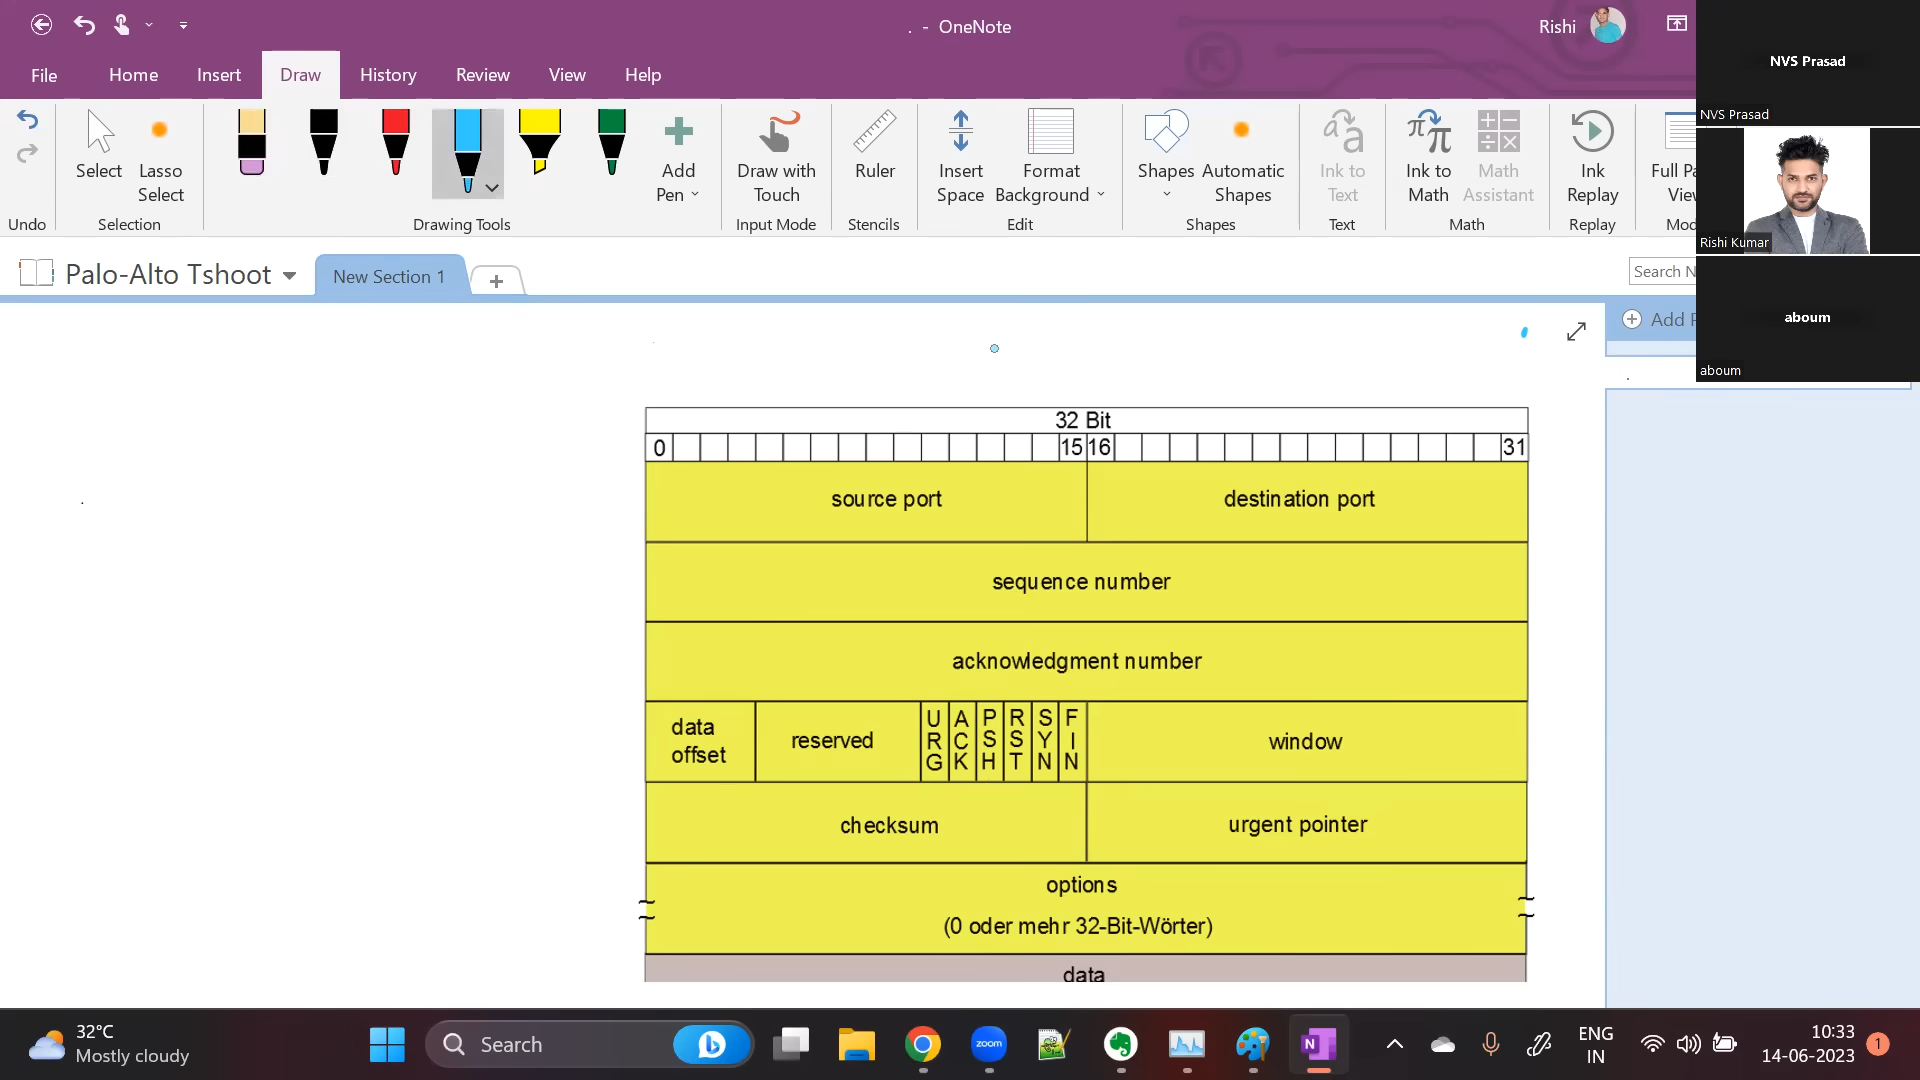 . - OneNote
Rishi
File
Home
Insert
Draw
History
Review
View
Help
Select
Lasso
Select
Add
Pen
Draw with
Touch
Ruler
Insert
Space
Format
Background
Shapes
Automatic
Shapes
Ink to
Text
Ink to
Math
Math
Assistant
Ink
Replay
Full Pa
View
Undo
Selection
Drawing Tools
Input Mode
Stencils
Edit
Shapes
Text
Math
Replay
Mod
NVS Prasad
NVS Prasad
Rishi Kumar
aboum
aboum
Palo-Alto Tshoot
New Section 1
Search N
Add P
32 Bit
0 15 16 31
source port
destination port
sequence number
acknowledgment number
data
offset
reserved
URG
ACK
PSH
RST
SYN
FIN
window
checksum
urgent pointer
options
(0 oder mehr 32-Bit-Wörter)
data
32°C
Mostly cloudy
Search
zoom
N
ENG
IN
10:33
14-06-2023
1